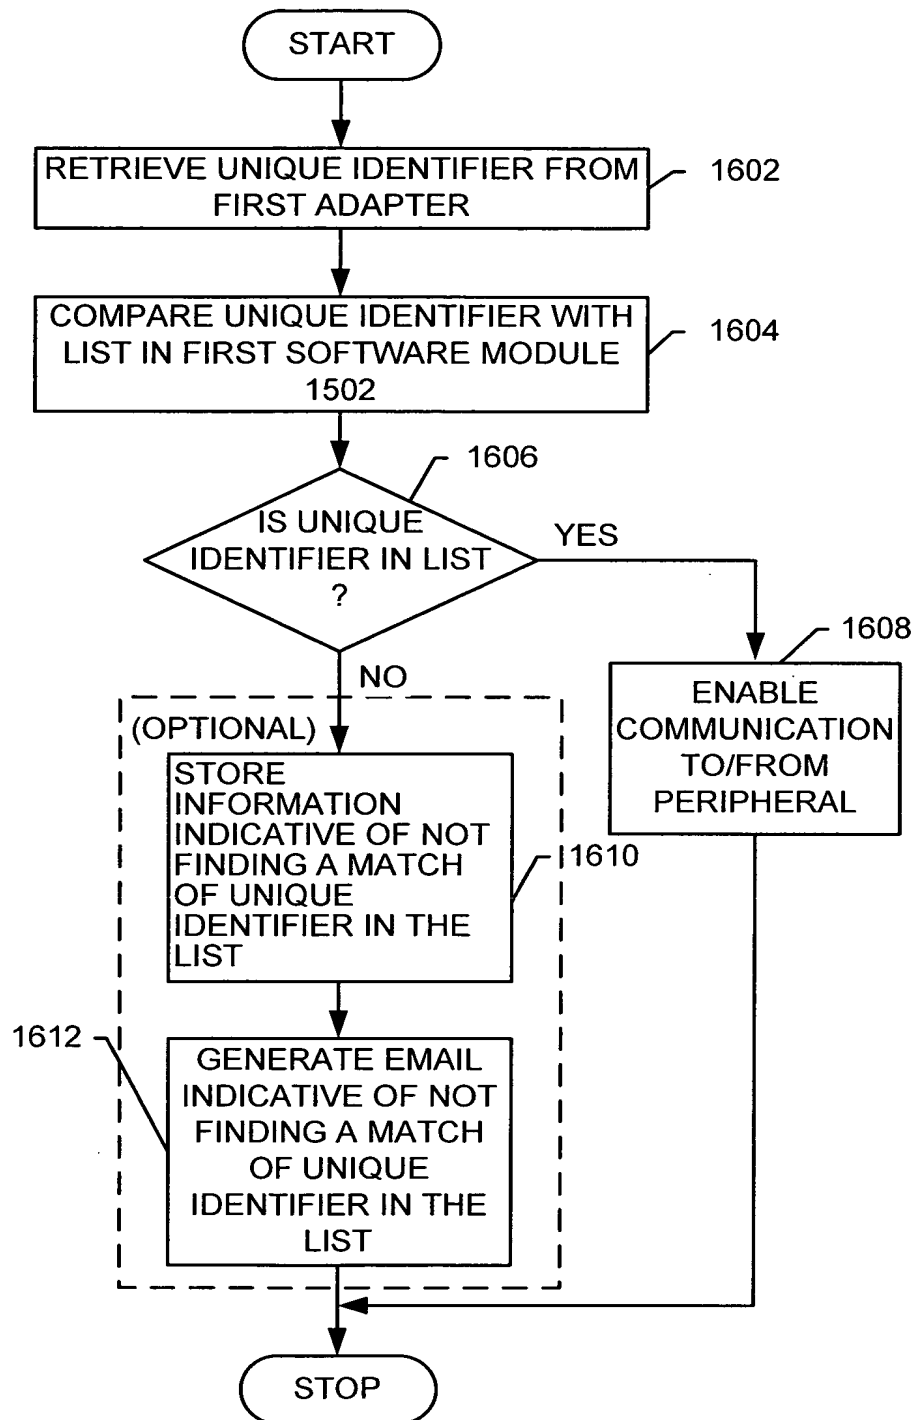 START
RETRIEVE UNIQUE IDENTIFIER FROM
FIRST ADAPTER
1602
COMPARE UNIQUE IDENTIFIER WITH
LIST IN FIRST SOFTWARE MODULE
1502
1604
1606
IS UNIQUE
IDENTIFIER IN LIST
?
YES
NO
1608
ENABLE
COMMUNICATION
TO/FROM
PERIPHERAL
(OPTIONAL)
STORE
INFORMATION
INDICATIVE OF NOT
FINDING A MATCH
OF UNIQUE
IDENTIFIER IN THE
LIST
1610
1612
GENERATE EMAIL
INDICATIVE OF NOT
FINDING A MATCH
OF UNIQUE
IDENTIFIER IN THE
LIST
STOP